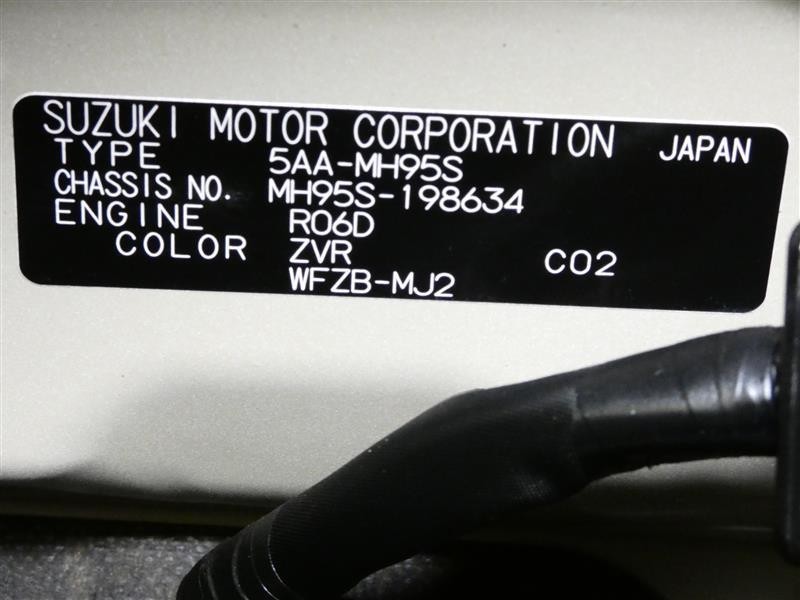 SUZUKI MOTOR CORPORATION JAPAN
TYPE 5AA-MH95S
CHASSIS NO. MH95S-198634
ENGINE R06D
COLOR ZVR C02
WFZB-MJ2